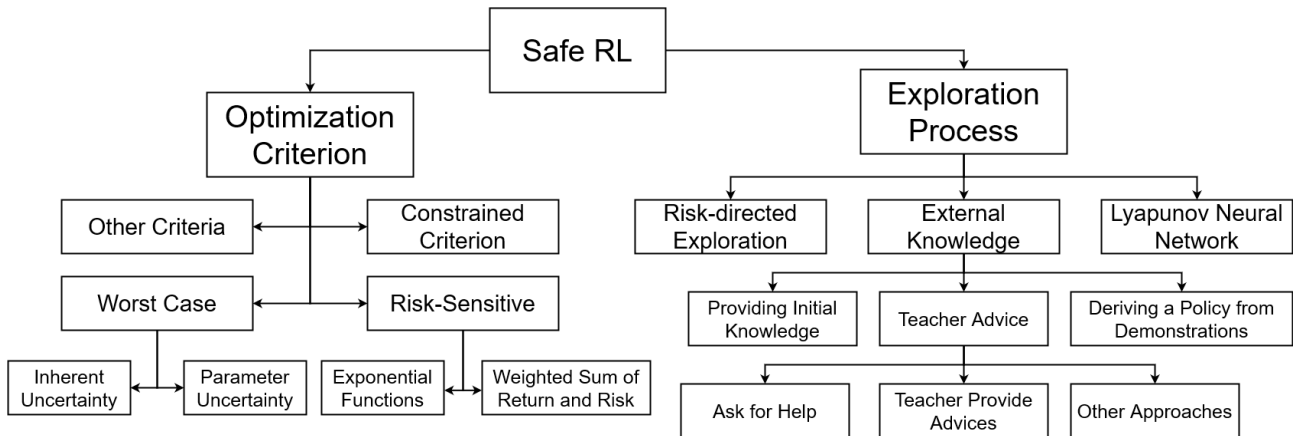 Safe RL
Optimization
Criterion
Exploration
Process
Other Criteria
Constrained
Criterion
Risk-directed
Exploration
External
Knowledge
Lyapunov Neural
Network
Worst Case
Risk-Sensitive
Providing Initial
Knowledge
Teacher Advice
Deriving a Policy from
Demonstrations
Inherent
Uncertainty
Parameter
Uncertainty
Exponential
Functions
Weighted Sum of
Return and Risk
Ask for Help
Teacher Provide
Advices
Other Approaches